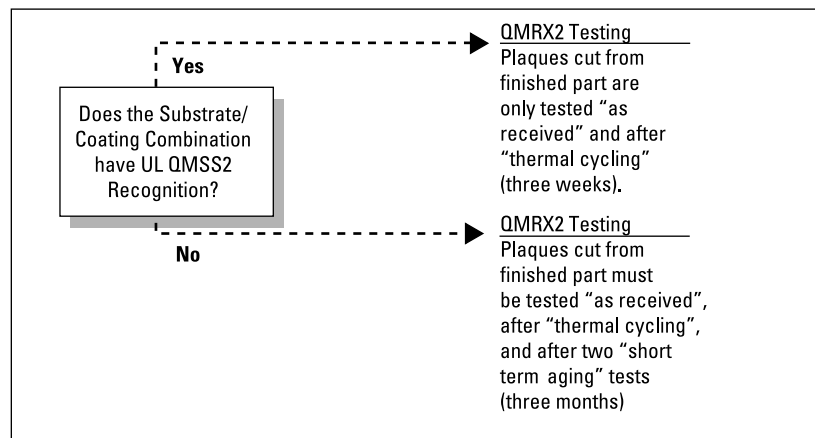 Does the Substrate/
Coating Combination
have UL QMSS2
Recognition?
Yes
QMRX2 Testing
Plaques cut from
finished part are
only tested “as
received” and after
“thermal cycling”
(three weeks).
No
QMRX2 Testing
Plaques cut from
finished part must
be tested “as received”,
after “thermal cycling”,
and after two “short
term aging” tests
(three months)